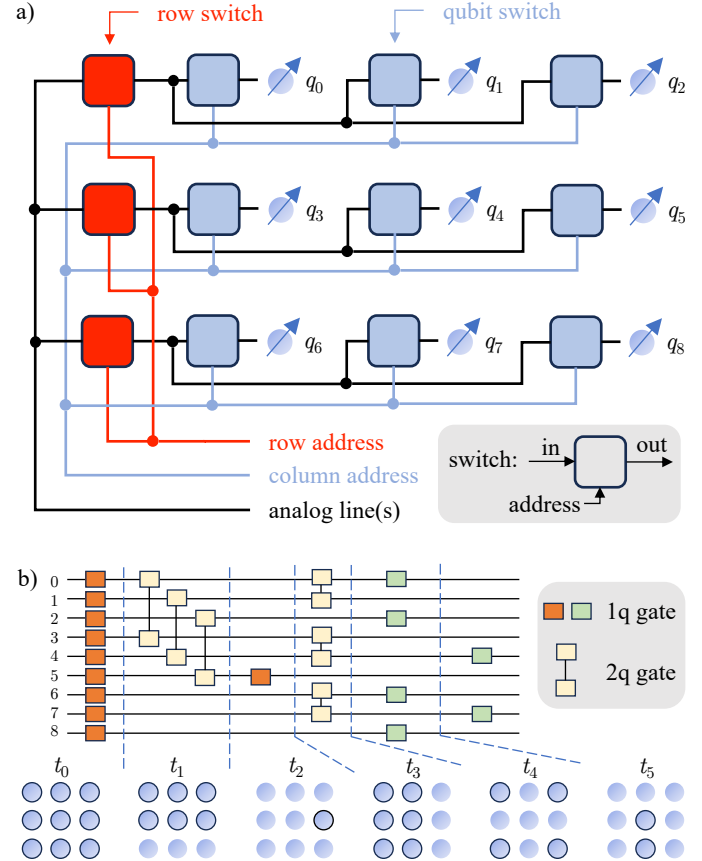 a)
row switch
qubit switch
q0 q1 q2
q3 q4 q5
q6 q7 q8
row address
column address
analog line(s)
switch:
in
out
address
b)
0
1
2
3
4
5
6
7
8
1q gate
2q gate
t0 t1 t2 t3 t4 t5